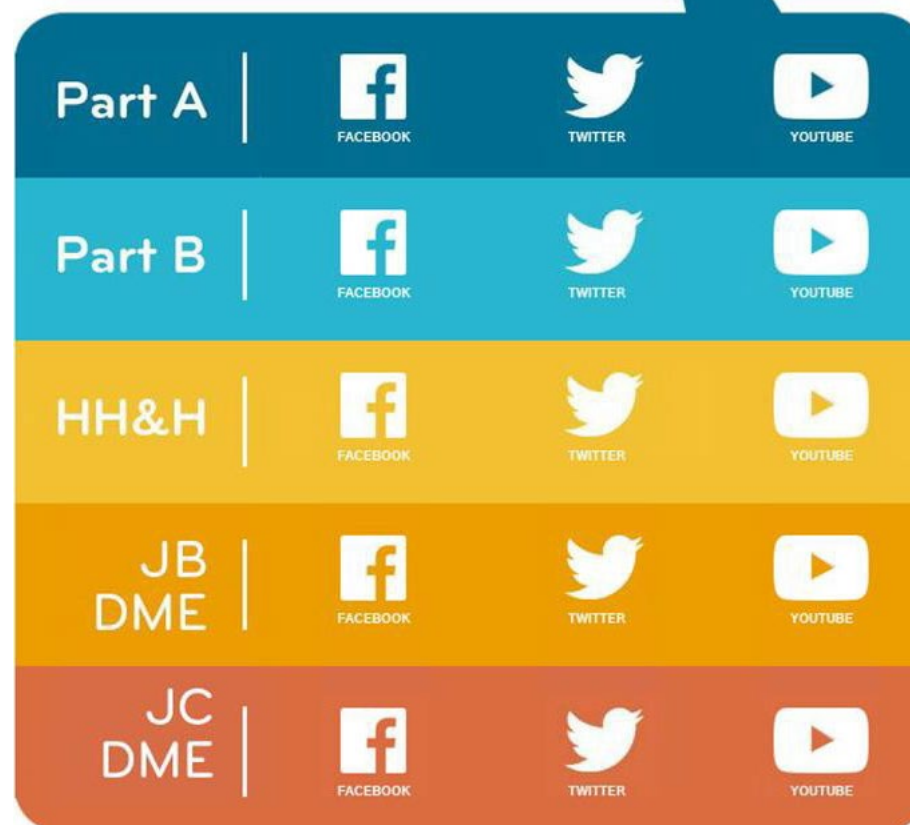 Part A
FACEBOOK TWITTER YOUTUBE
Part B
FACEBOOK TWITTER YOUTUBE
HH&H
FACEBOOK TWITTER YOUTUBE
JB
DME
FACEBOOK TWITTER YOUTUBE
JC
DME
FACEBOOK TWITTER YOUTUBE